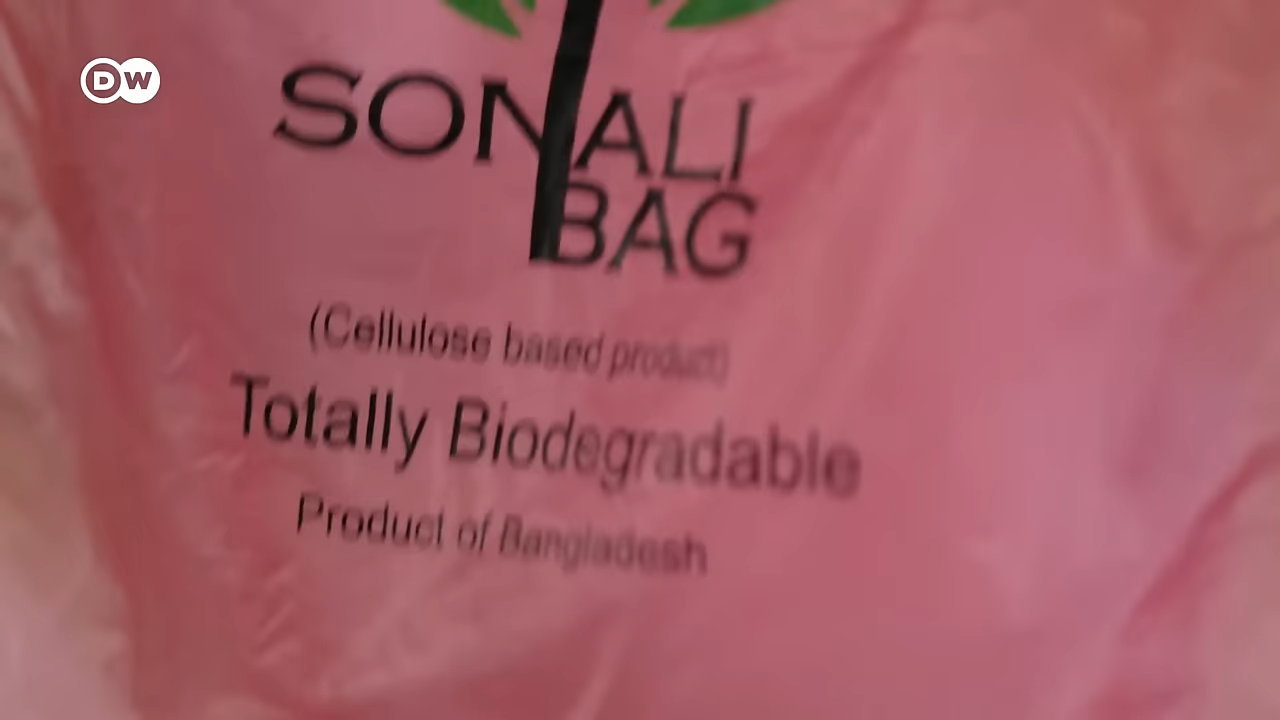 DW
SONALI
BAG
(Cellulose based product)
Totally Biodegradable
Product of Bangladesh